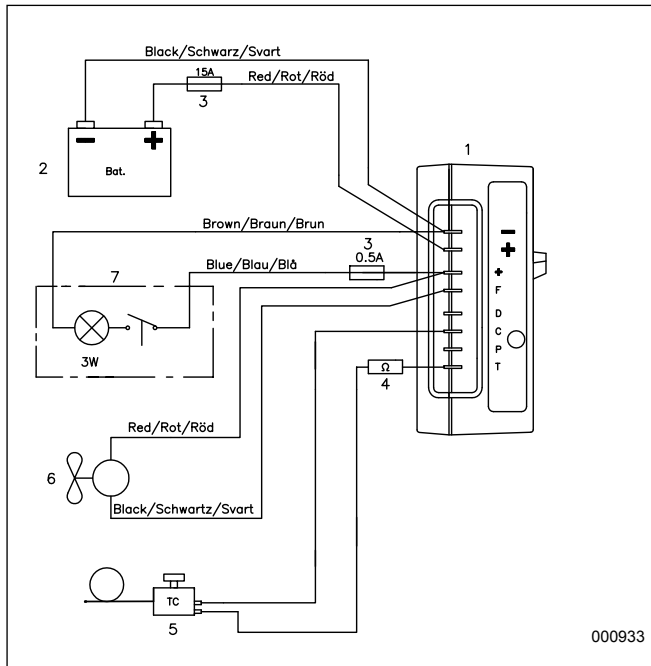 Black/Schwarz/Svart
15A
3
Red/Rot/Röd
1
2
Bat.
Brown/Braun/Brun
3
0.5A
Blue/Blau/Blå
7
3W
+
F
D
C
P
T
Ω
4
Red/Rot/Röd
6
Black/Schwartz/Svart
TC
5
000933